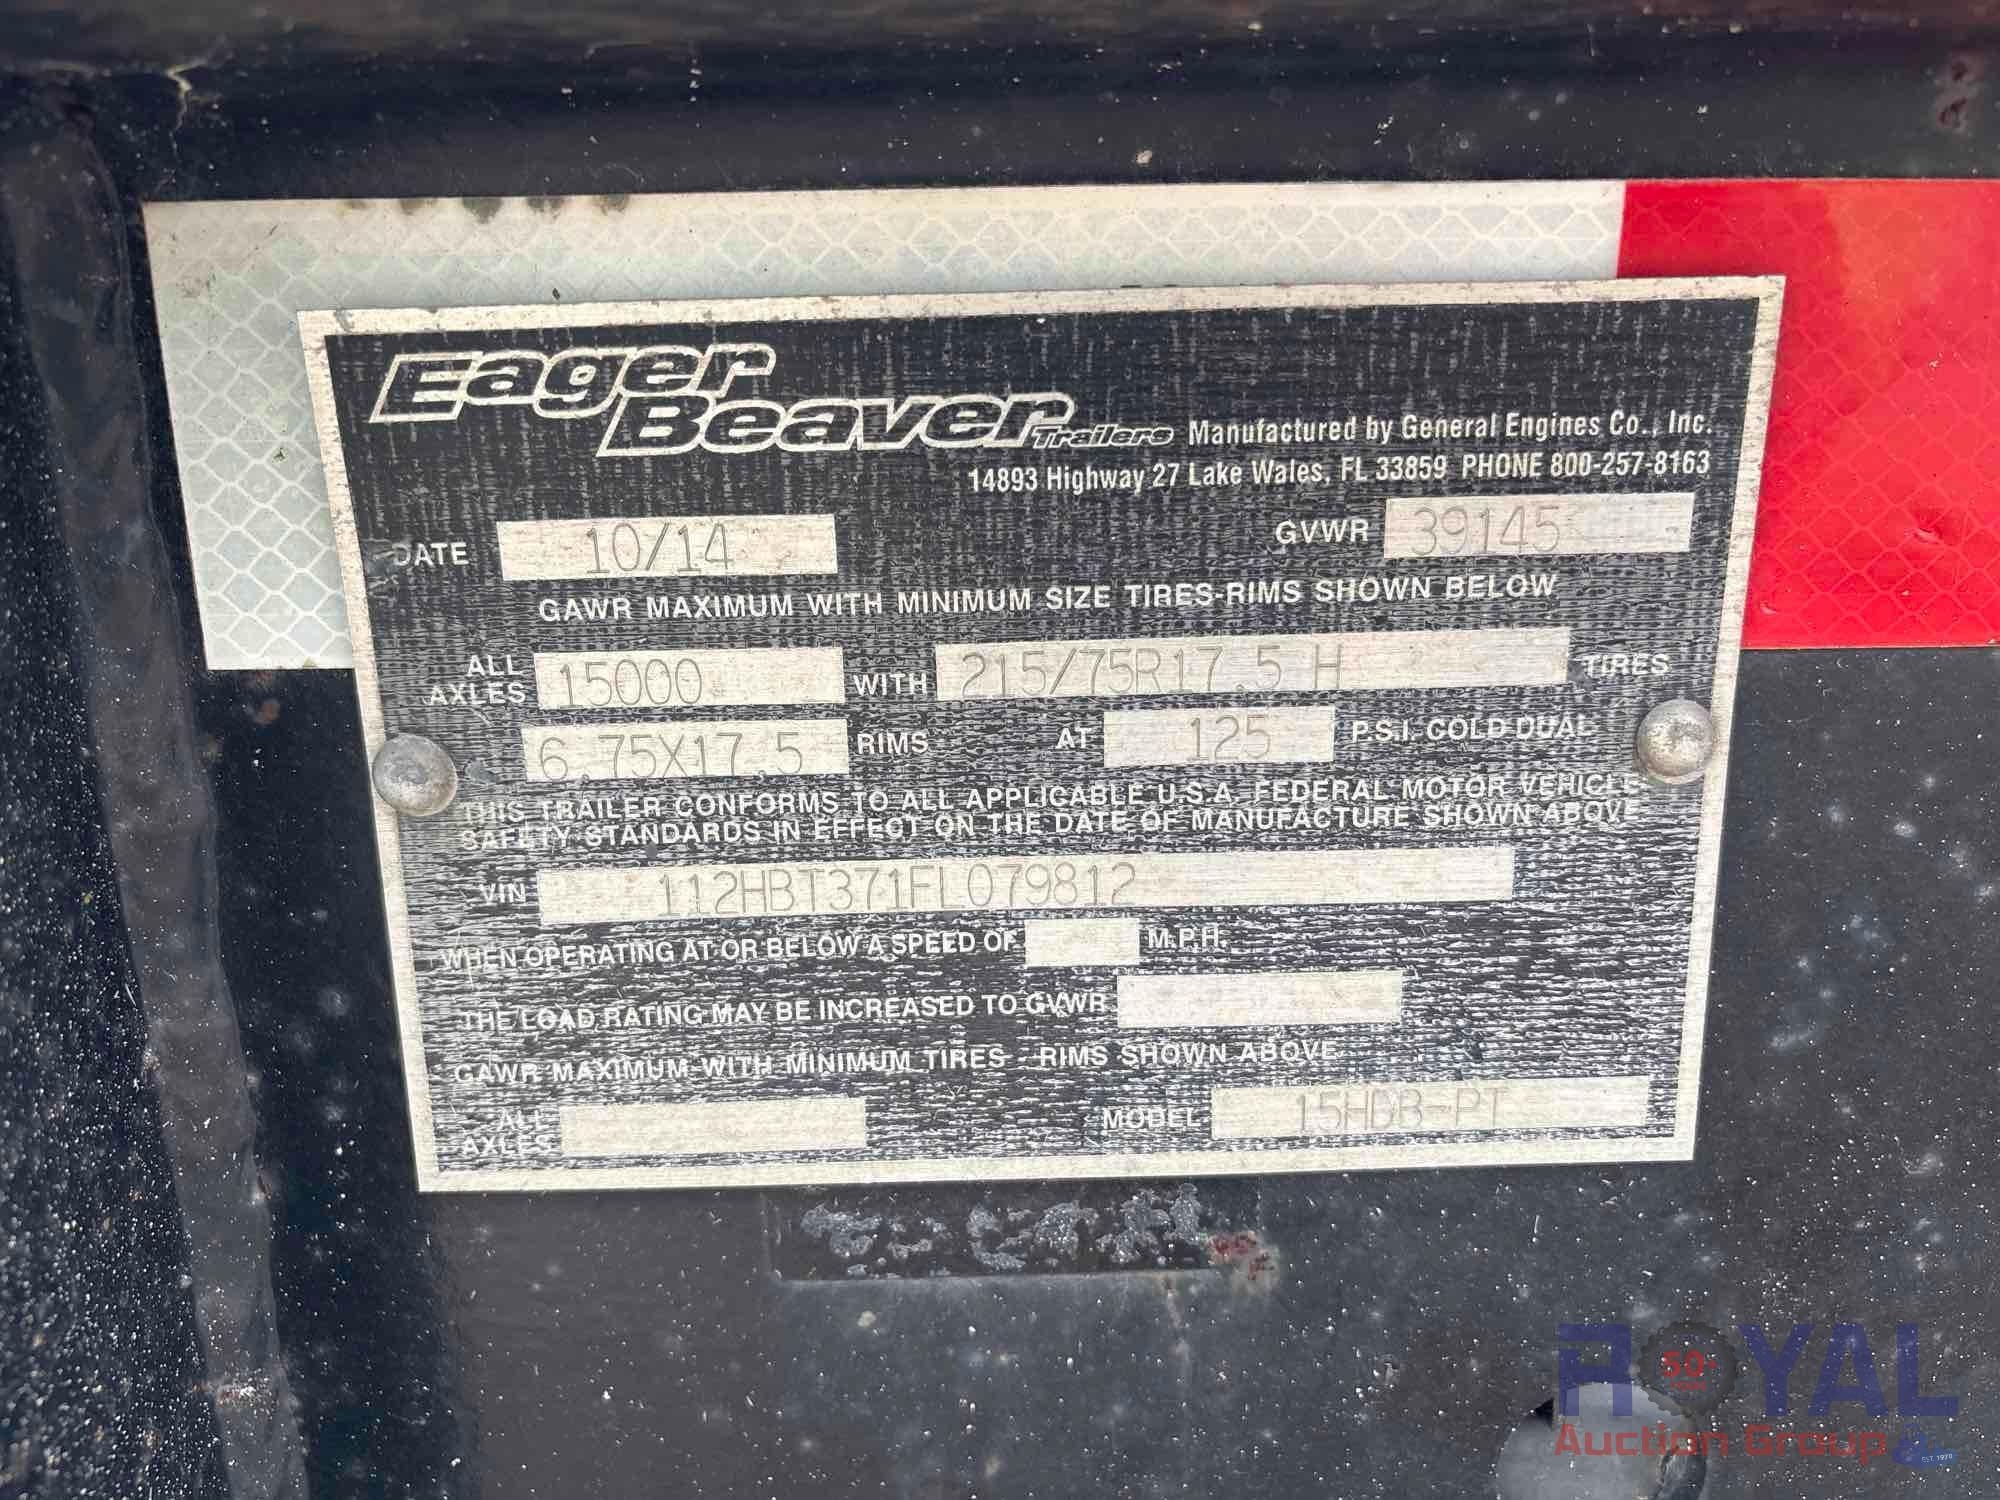 Eager Beaver Trailers
Manufactured by General Engines Co., Inc.
14893 Highway 27 Lake Wales, FL 33859 PHONE 800-257-8163
DATE 10/14 GVWR 39145
GAWR MAXIMUM WITH MINIMUM SIZE TIRES-RIMS SHOWN BELOW
ALL AXLES 15000 WITH 215/75R17.5 H TIRES
6.75X17.5 RIMS AT 125 P.S.I. COLD DUAL
THIS TRAILER CONFORMS TO ALL APPLICABLE U.S.A. FEDERAL MOTOR VEHICLE
SAFETY STANDARDS IN EFFECT ON THE DATE OF MANUFACTURE SHOWN ABOVE
VIN 112HBT371FL079812
WHEN OPERATING AT OR BELOW A SPEED OF M.P.H.
THE LOAD RATING MAY BE INCREASED TO GVWR
GAWR MAXIMUM WITH MINIMUM TIRES - RIMS SHOWN ABOVE
ALL AXLES MODEL 15HDB-PT
ROYAL
50+
Auction Group
EST. 1970